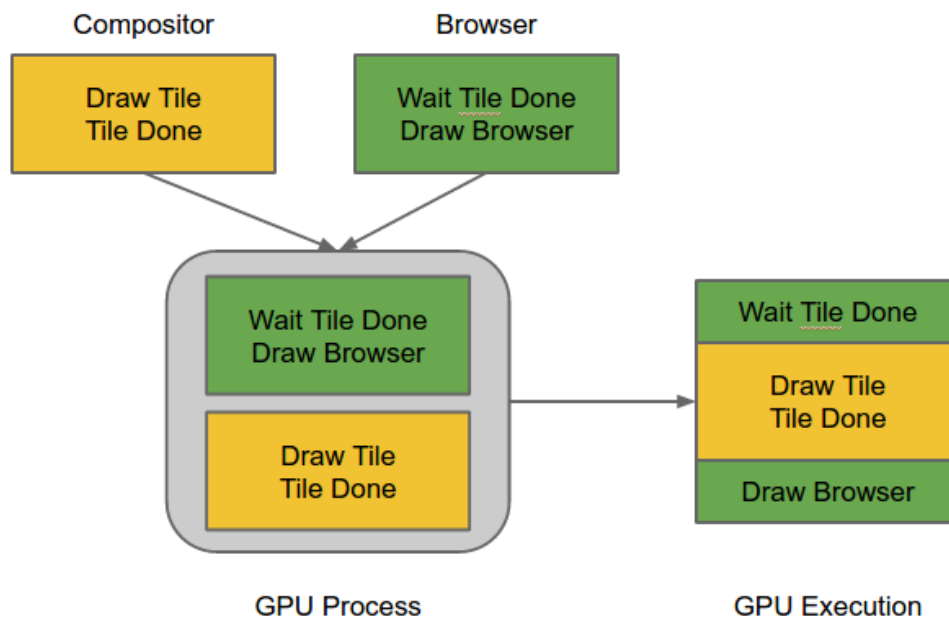 Compositor
Browser
Draw Tile
Tile Done
Wait Tile Done
Draw Browser
Wait Tile Done
Draw Browser
Draw Tile
Tile Done
Wait Tile Done
Draw Tile
Tile Done
Draw Browser
GPU Process
GPU Execution